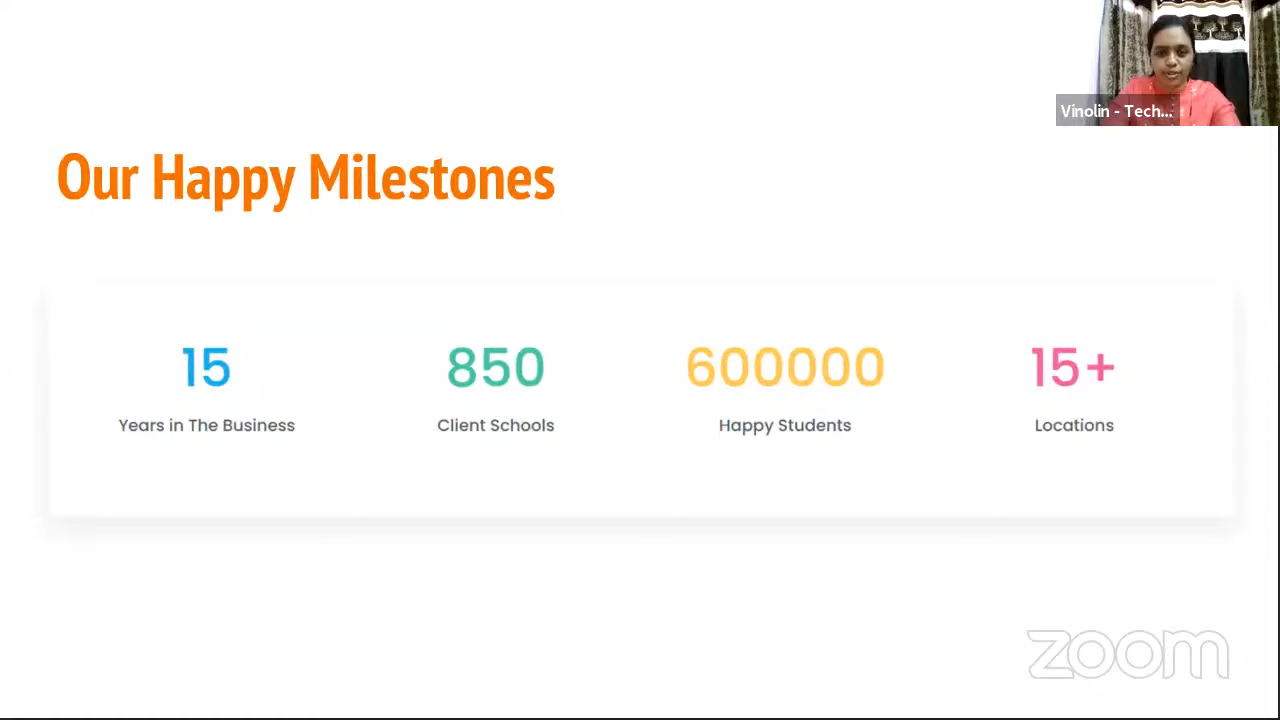 Vinolin - Tech...
Our Happy Milestones
15
Years in The Business
850
Client Schools
600000
Happy Students
15+
Locations
zoom